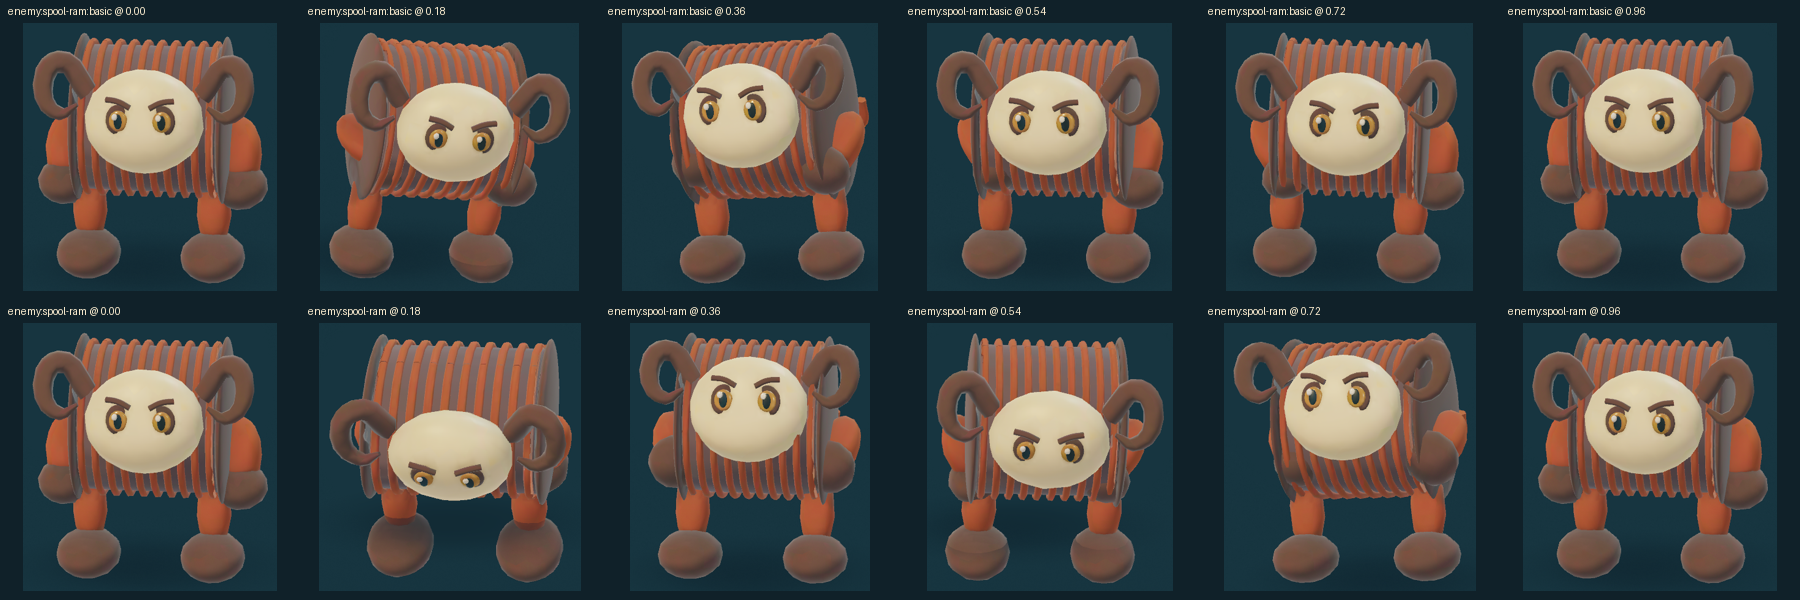 enemy:spool-ram:basic @ 0.00
enemy:spool-ram:basic @ 0.18
enemy:spool-ram:basic @ 0.36
enemy:spool-ram:basic @ 0.54
enemy:spool-ram:basic @ 0.72
enemy:spool-ram:basic @ 0.96
enemy:spool-ram @ 0.00
enemy:spool-ram @ 0.18
enemy:spool-ram @ 0.36
enemy:spool-ram @ 0.54
enemy:spool-ram @ 0.72
enemy:spool-ram @ 0.96